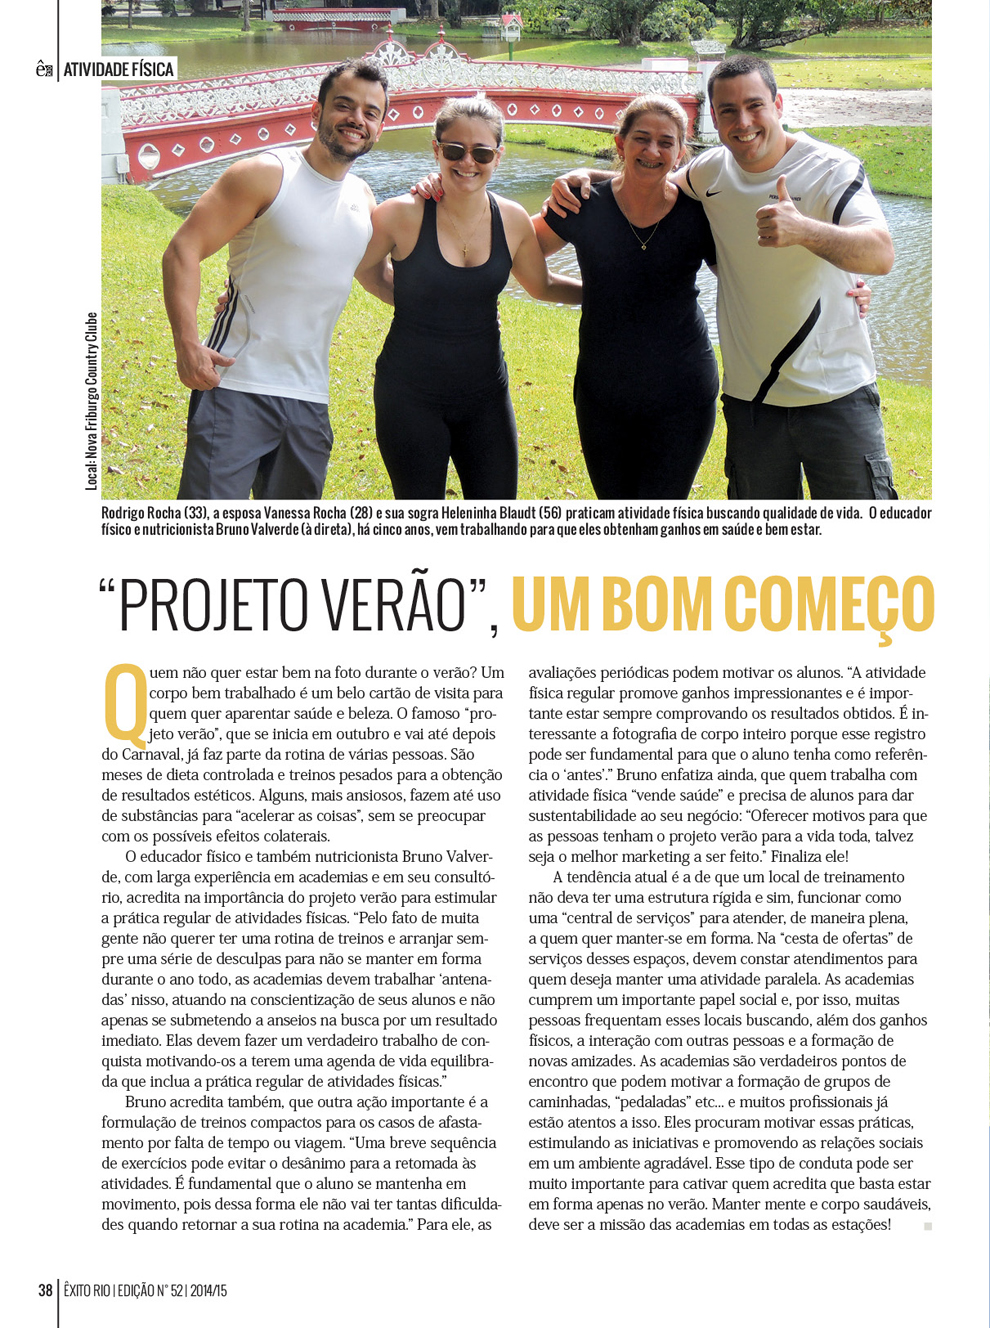 ê
ATIVIDADE FÍSICA
Local: Nova Friburgo Country Clube
Rodrigo Rocha (33), a esposa Vanessa Rocha (28) e sua sogra Heleninha Blaudt (56) praticam atividade física buscando qualidade de vida. O educador
físico e nutricionista Bruno Valverde (à direta), há cinco anos, vem trabalhando para que eles obtenham ganhos em saúde e bem estar.
“PROJETO VERÃO”, UM BOM COMEÇO
Quem não quer estar bem na foto durante o verão? Um
corpo bem trabalhado é um belo cartão de visita para
quem quer aparentar saúde e beleza. O famoso “pro-
jeto verão”, que se inicia em outubro e vai até depois
do Carnaval, já faz parte da rotina de várias pessoas. São
meses de dieta controlada e treinos pesados para a obtenção
de resultados estéticos. Alguns, mais ansiosos, fazem até uso
de substâncias para “acelerar as coisas”, sem se preocupar
com os possíveis efeitos colaterais.
O educador físico e também nutricionista Bruno Valver-
de, com larga experiência em academias e em seu consultó-
rio, acredita na importância do projeto verão para estimular
a prática regular de atividades físicas. “Pelo fato de muita
gente não querer ter uma rotina de treinos e arranjar sem-
pre uma série de desculpas para não se manter em forma
durante o ano todo, as academias devem trabalhar ‘antena-
das’ nisso, atuando na conscientização de seus alunos e não
apenas se submetendo a anseios na busca por um resultado
imediato. Elas devem fazer um verdadeiro trabalho de con-
quista motivando-os a terem uma agenda de vida equilibra-
da que inclua a prática regular de atividades físicas.”
Bruno acredita também, que outra ação importante é a
formulação de treinos compactos para os casos de afasta-
mento por falta de tempo ou viagem. “Uma breve sequência
de exercícios pode evitar o desânimo para a retomada às
atividades. É fundamental que o aluno se mantenha em
movimento, pois dessa forma ele não vai ter tantas dificulda-
des quando retornar a sua rotina na academia.” Para ele, as
avaliações periódicas podem motivar os alunos. “A atividade
física regular promove ganhos impressionantes e é impor-
tante estar sempre comprovando os resultados obtidos. É in-
teressante a fotografia de corpo inteiro porque esse registro
pode ser fundamental para que o aluno tenha como referên-
cia o ‘antes’.” Bruno enfatiza ainda, que quem trabalha com
atividade física “vende saúde” e precisa de alunos para dar
sustentabilidade ao seu negócio: “Oferecer motivos para que
as pessoas tenham o projeto verão para a vida toda, talvez
seja o melhor marketing a ser feito.” Finaliza ele!
A tendência atual é a de que um local de treinamento
não deva ter uma estrutura rígida e sim, funcionar como
uma “central de serviços” para atender, de maneira plena,
a quem quer manter-se em forma. Na “cesta de ofertas” de
serviços desses espaços, devem constar atendimentos para
quem deseja manter uma atividade paralela. As academias
cumprem um importante papel social e, por isso, muitas
pessoas frequentam esses locais buscando, além dos ganhos
físicos, a interação com outras pessoas e a formação de
novas amizades. As academias são verdadeiros pontos de
encontro que podem motivar a formação de grupos de
caminhadas, “pedaladas” etc... e muitos profissionais já
estão atentos a isso. Eles procuram motivar essas práticas,
estimulando as iniciativas e promovendo as relações sociais
em um ambiente agradável. Esse tipo de conduta pode ser
muito importante para cativar quem acredita que basta estar
em forma apenas no verão. Manter mente e corpo saudáveis,
deve ser a missão das academias em todas as estações!
38 | ÊXITO RIO | EDIÇÃO N° 52 | 2014/15